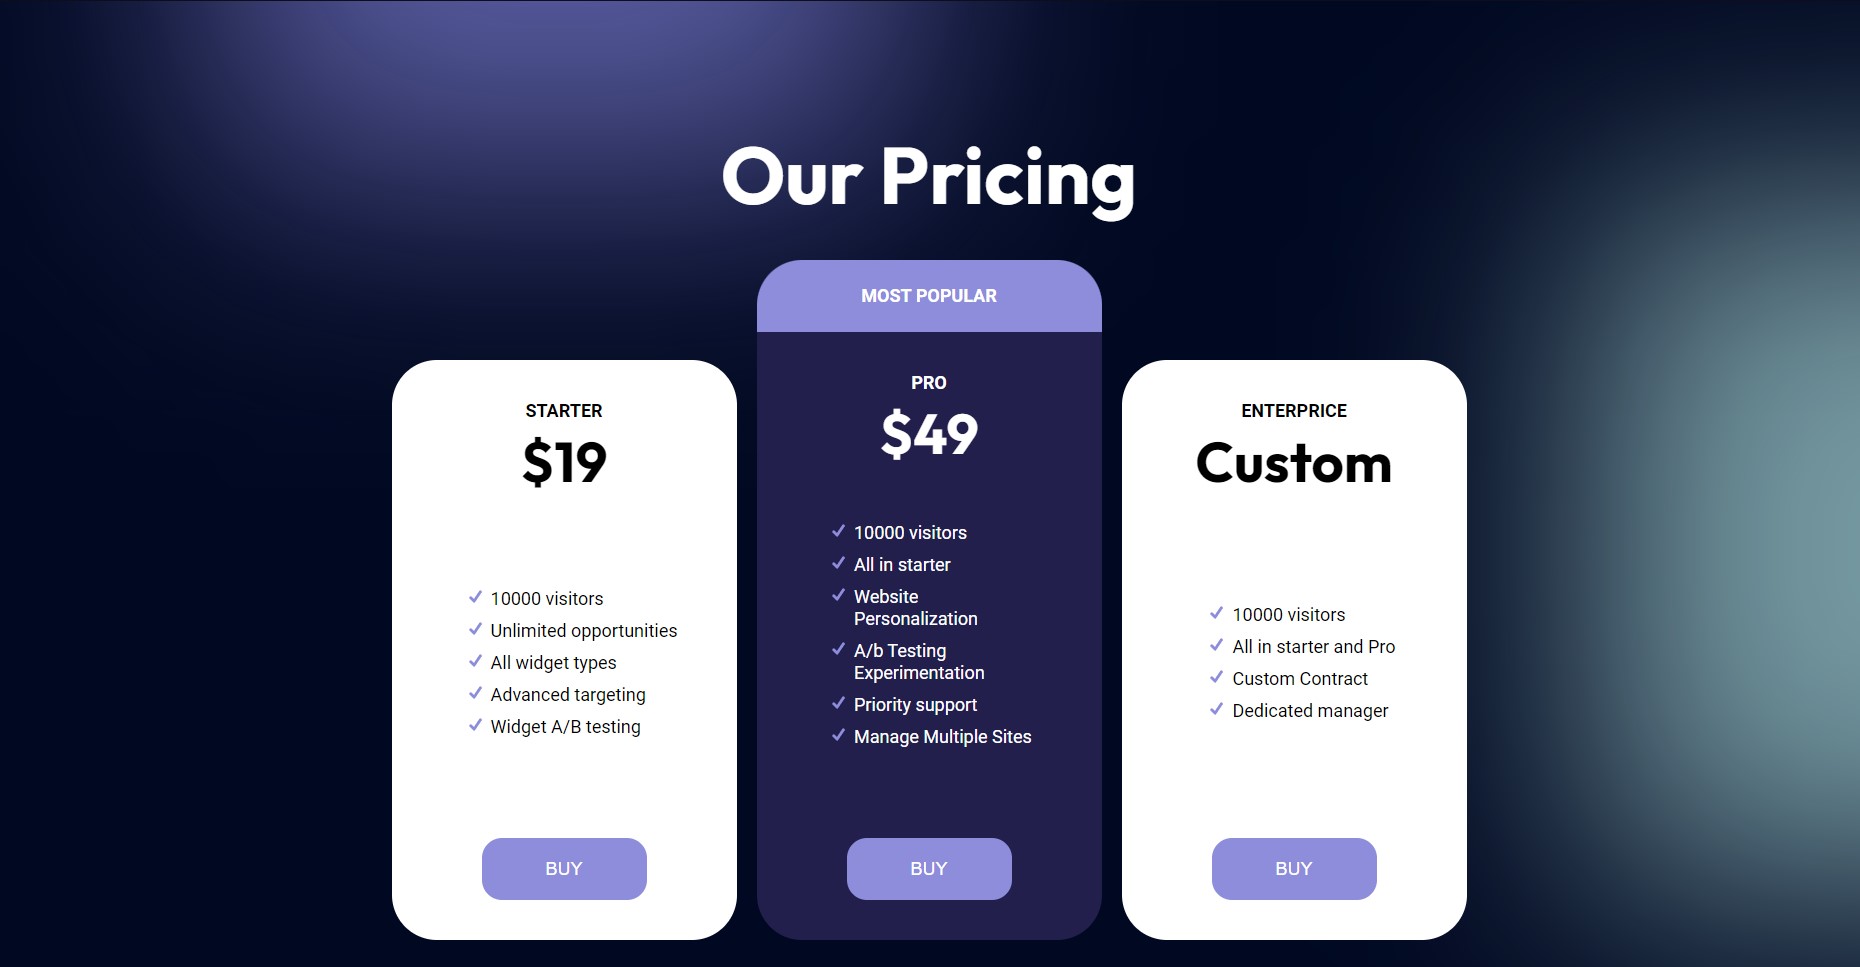 Our Pricing
STARTER
$19
10000 visitors
Unlimited opportunities
All widget types
Advanced targeting
Widget A/B testing
BUY
MOST POPULAR
PRO
$49
10000 visitors
All in starter
Website
Personalization
A/b Testing
Experimentation
Priority support
Manage Multiple Sites
BUY
ENTERPRICE
Custom
10000 visitors
All in starter and Pro
Custom Contract
Dedicated manager
BUY